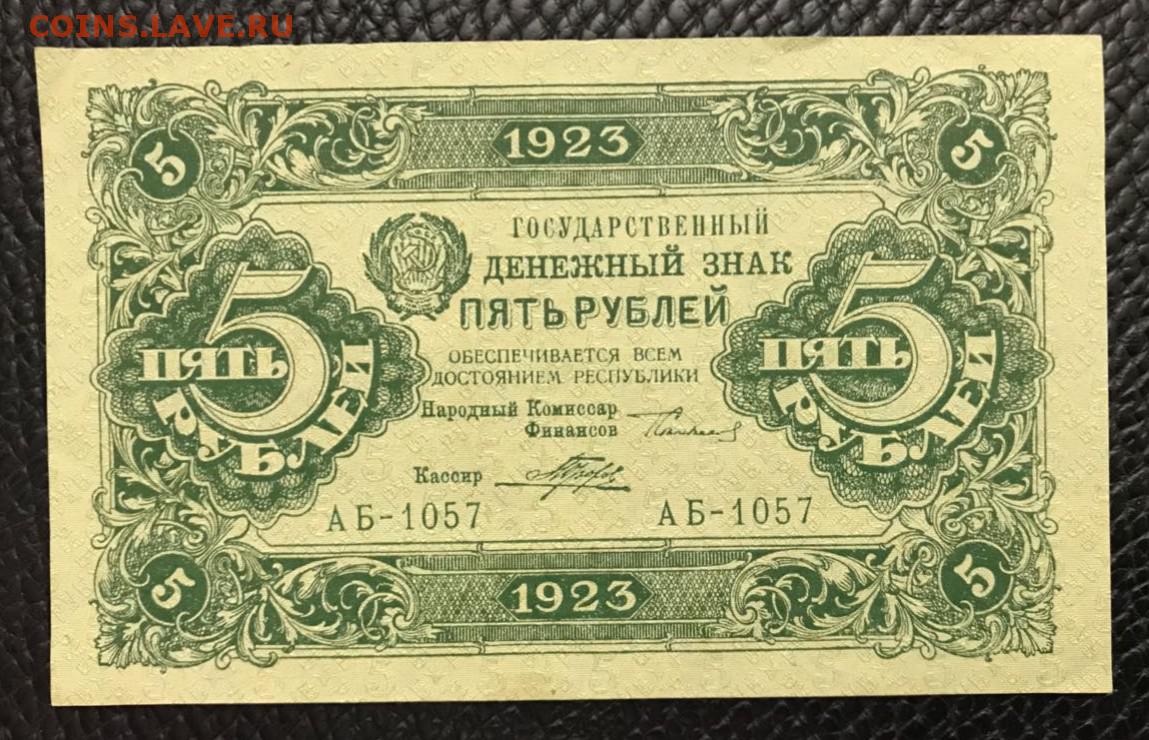 COINS.LAVE.RU
1923
5
5
ГОСУДАРСТВЕННЫЙ
ДЕНЕЖНЫЙ ЗНАК
ПЯТЬ РУБЛЕЙ
5
ПЯТЬ
РУБЛЕЙ
5
ПЯТЬ
РУБЛЕЙ
ОБЕСПЕЧИВАЕТСЯ ВСЕМ
ДОСТОЯНИЕМ РЕСПУБЛИКИ
Народный Комиссар
Финансов
Кассир
АБ-1057
АБ-1057
5
1923
5